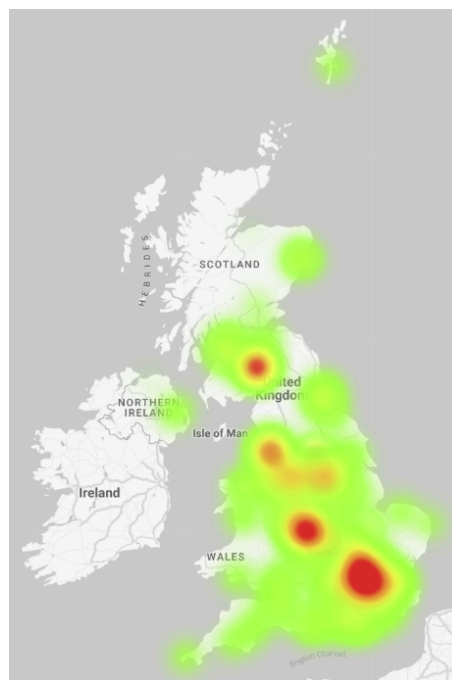 HEBRIDES
SCOTLAND
United
Kingdom
NORTHERN
IRELAND
Isle of Man
Ireland
WALES
English Channel